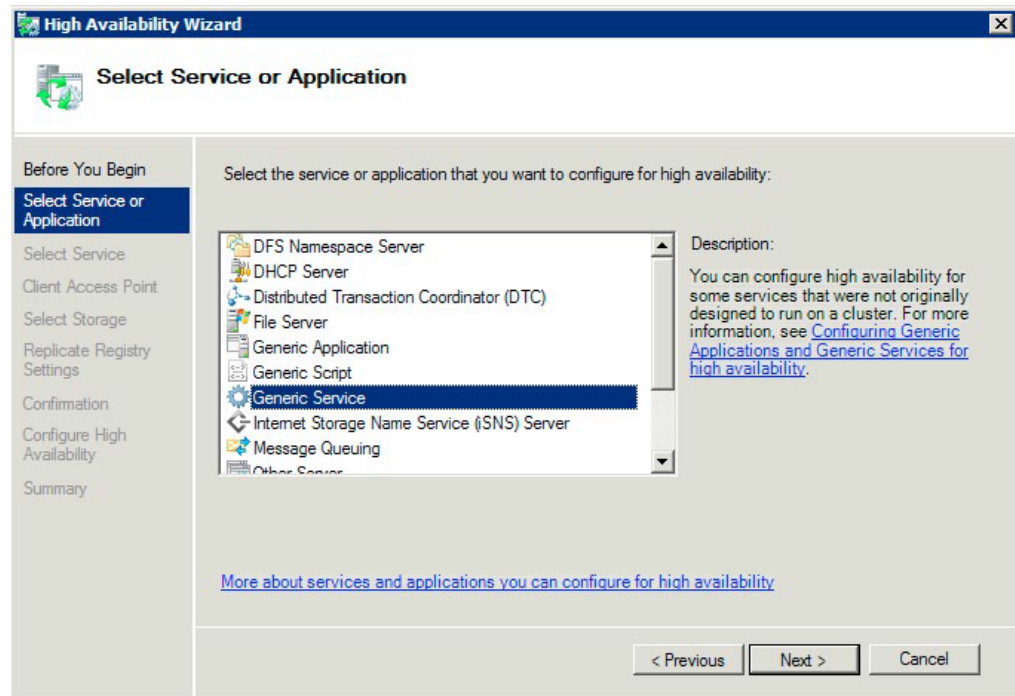 High Availability Wizard
Select Service or Application
Before You Begin
Select Service or
Application
Select Service
Client Access Point
Select Storage
Replicate Registry
Settings
Confirmation
Configure High
Availability
Summary
Select the service or application that you want to configure for high availability:
DFS Namespace Server
DHCP Server
Distributed Transaction Coordinator (DTC)
File Server
Generic Application
Generic Script
Generic Service
Internet Storage Name Service (iSNS) Server
Message Queuing
Other Server
Description:
You can configure high availability for
some services that were not originally
designed to run on a cluster. For more
information, see Configuring Generic
Applications and Generic Services for
high availability.
More about services and applications you can configure for high availability
< Previous
Next >
Cancel